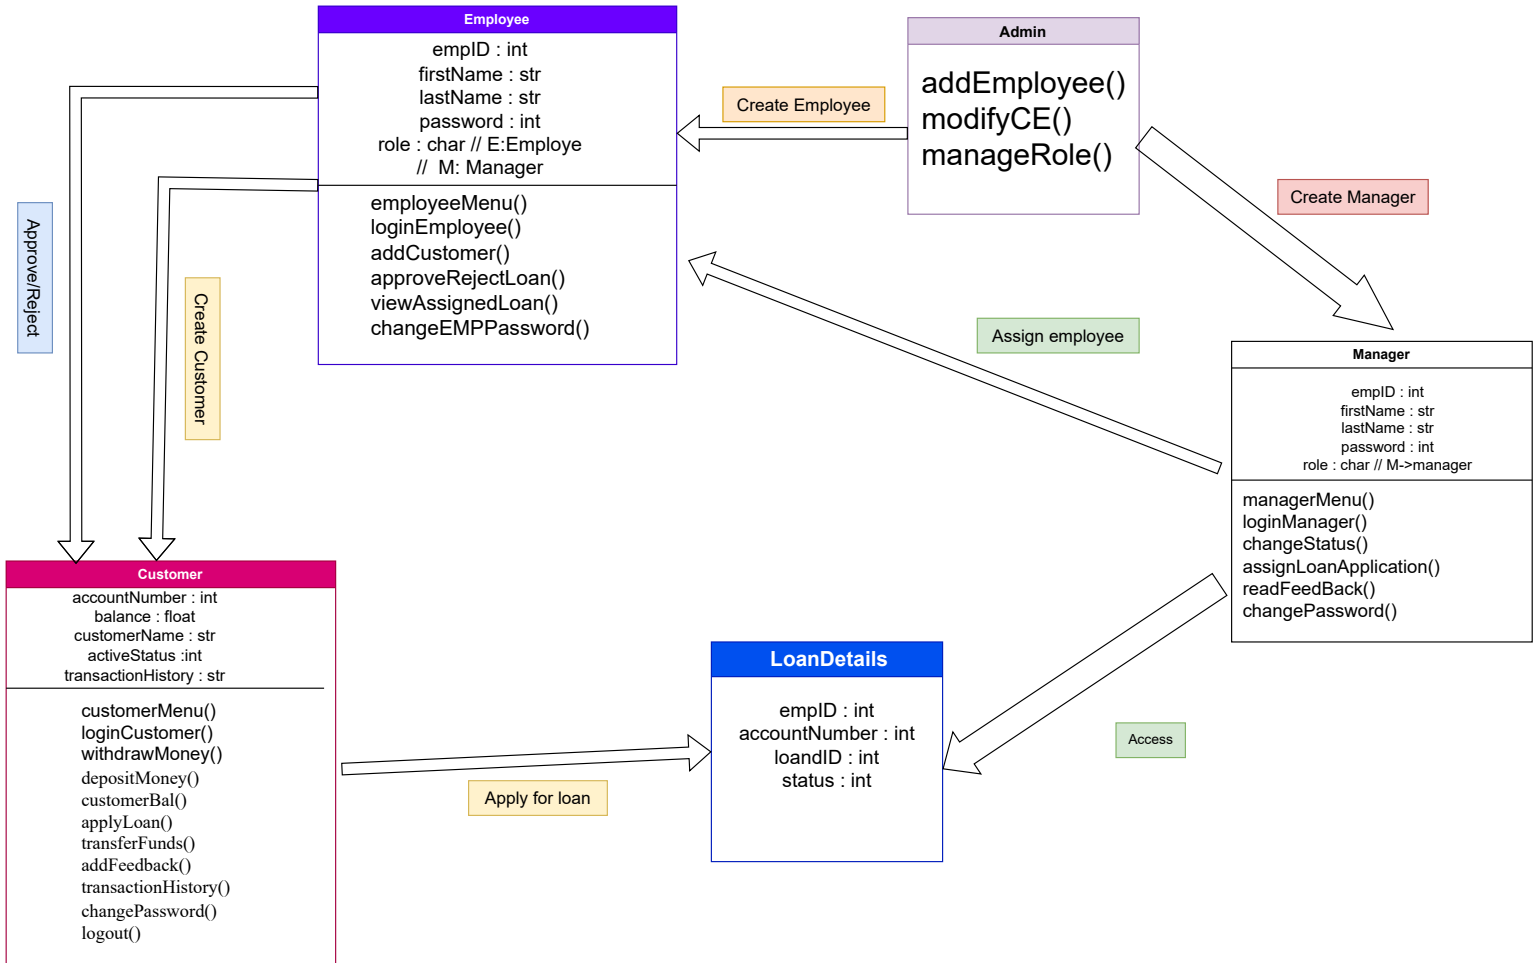 Employee
empID : int
firstName : str
lastName : str
password : int
role : char // E:Employe
// M: Manager
employeeMenu()
loginEmployee()
addCustomer()
approveRejectLoan()
viewAssignedLoan()
changeEMPPassword()
Admin
addEmployee()
modifyCE()
manageRole()
Create Employee
Create Manager
Approve/Reject
Create Customer
Assign employee
Manager
empID : int
firstName : str
lastName : str
password : int
role : char // M->manager
managerMenu()
loginManager()
changeStatus()
assignLoanApplication()
readFeedBack()
changePassword()
Customer
accountNumber : int
balance : float
customerName : str
activeStatus :int
transactionHistory : str
customerMenu()
loginCustomer()
withdrawMoney()
depositMoney()
customerBal()
applyLoan()
transferFunds()
addFeedback()
transactionHistory()
changePassword()
logout()
Apply for loan
LoanDetails
empID : int
accountNumber : int
loandID : int
status : int
Access